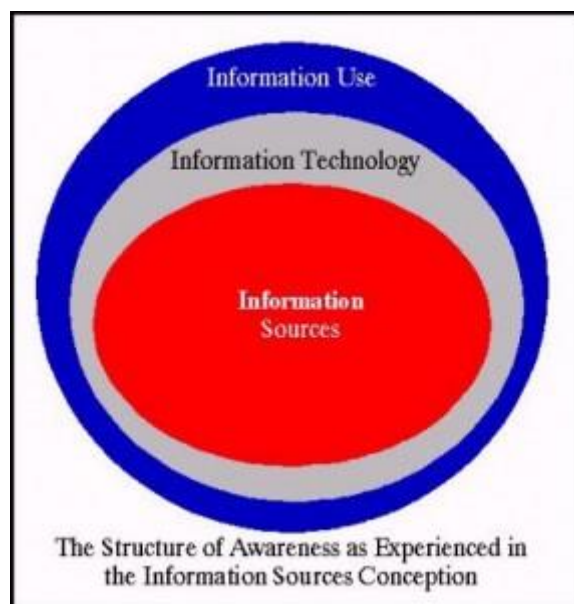 Information Use
Information Technology
Information
Sources
The Structure of Awareness as Experienced in
the Information Sources Conception